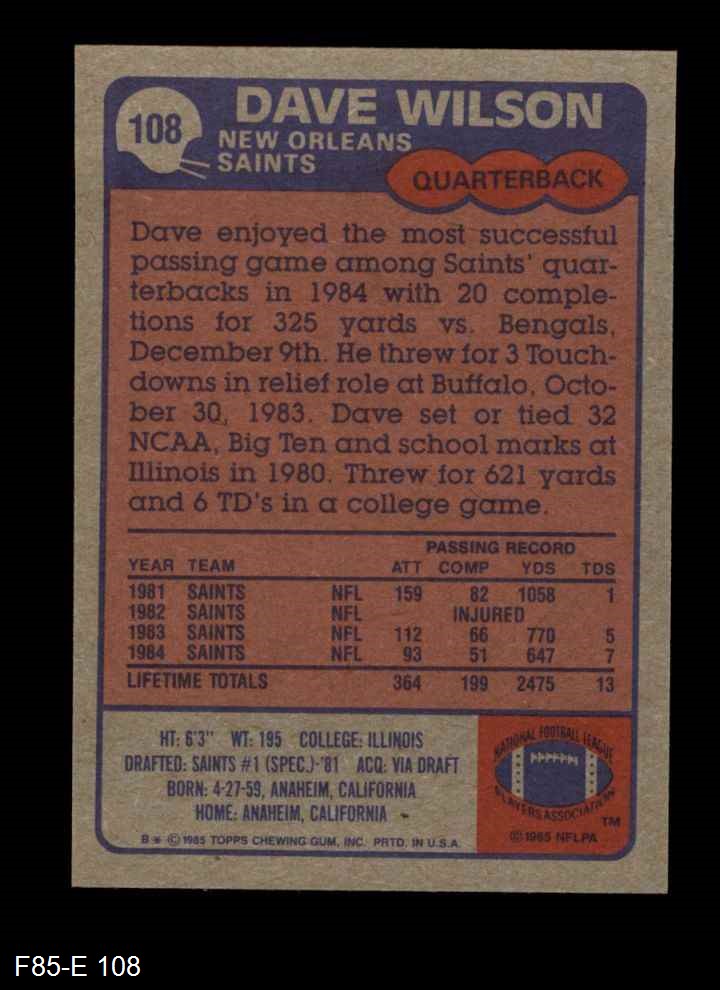 108
DAVE WILSON
NEW ORLEANS
SAINTS
QUARTERBACK
Dave enjoyed the most successful
passing game among Saints' quar-
terbacks in 1984 with 20 comple-
tions for 325 yards vs. Bengals,
December 9th. He threw for 3 Touch-
downs in relief role at Buffalo, Octo-
ber 30, 1983. Dave set or tied 32
NCAA, Big Ten and school marks at
Illinois in 1980. Threw for 621 yards
and 6 TD's in a college game.
PASSING RECORD
YEAR TEAM ATT COMP YDS TDS
1981 SAINTS NFL 159 82 1058 1
1982 SAINTS NFL INJURED
1983 SAINTS NFL 112 66 770 5
1984 SAINTS NFL 93 51 647 7
LIFETIME TOTALS 364 199 2475 13
HT: 6'3" WT: 195 COLLEGE: ILLINOIS
DRAFTED: SAINTS #1 (SPEC.)-'81 ACQ: VIA DRAFT
BORN: 4-27-59, ANAHEIM, CALIFORNIA
HOME: ANAHEIM, CALIFORNIA
B * © 1985 TOPPS CHEWING GUM, INC. PRTD. IN U.S.A.
NATIONAL FOOTBALL LEAGUE
PLAYERS ASSOCIATION
TM
© 1985 NFLPA
F85-E 108